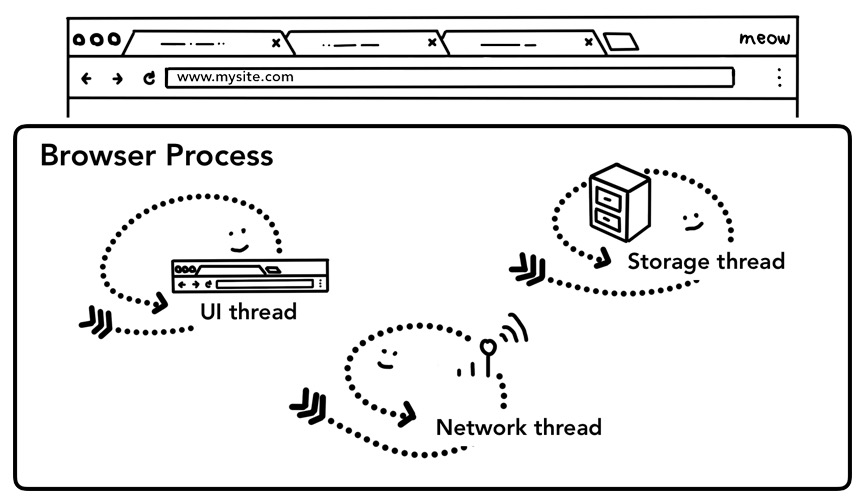 meow
www.mysite.com
Browser Process
Storage thread
UI thread
Network thread